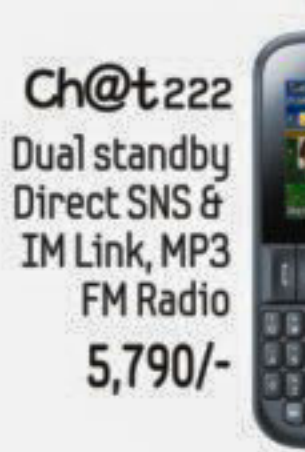 Ch@t 222
Dual standby
Direct SNS &
IM Link, MP3
FM Radio
5,790/-